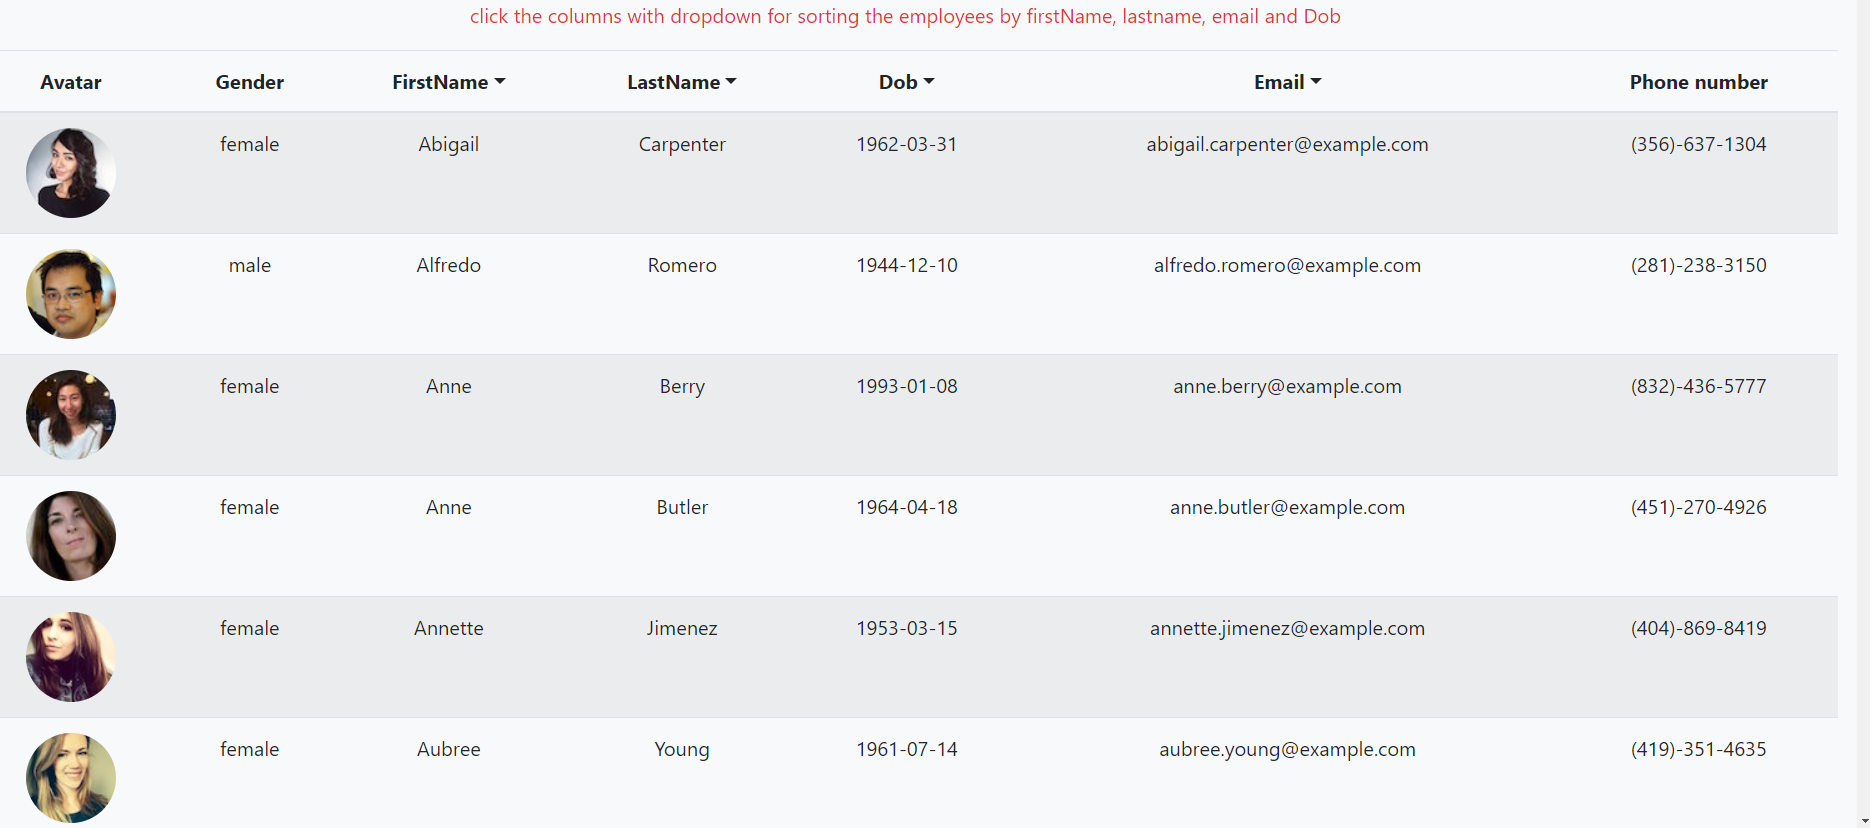 click the columns with dropdown for sorting the employees by firstName, lastname, email and Dob
Avatar Gender FirstName LastName Dob Email Phone number
female Abigail Carpenter 1962-03-31 abigail.carpenter@example.com (356)-637-1304
male Alfredo Romero 1944-12-10 alfredo.romero@example.com (281)-238-3150
female Anne Berry 1993-01-08 anne.berry@example.com (832)-436-5777
female Anne Butler 1964-04-18 anne.butler@example.com (451)-270-4926
female Annette Jimenez 1953-03-15 annette.jimenez@example.com (404)-869-8419
female Aubree Young 1961-07-14 aubree.young@example.com (419)-351-4635